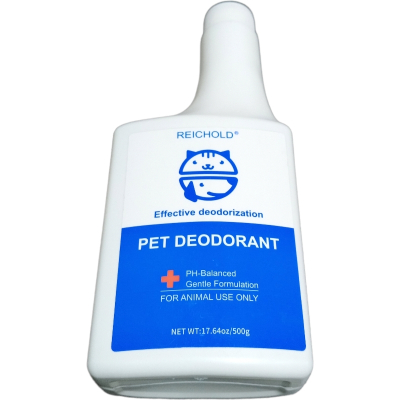 REICHOLD®
Effective deodorization
PET DEODORANT
PH-Balanced
Gentle Formulation
FOR ANIMAL USE ONLY
NET WT:17.64oz/500g